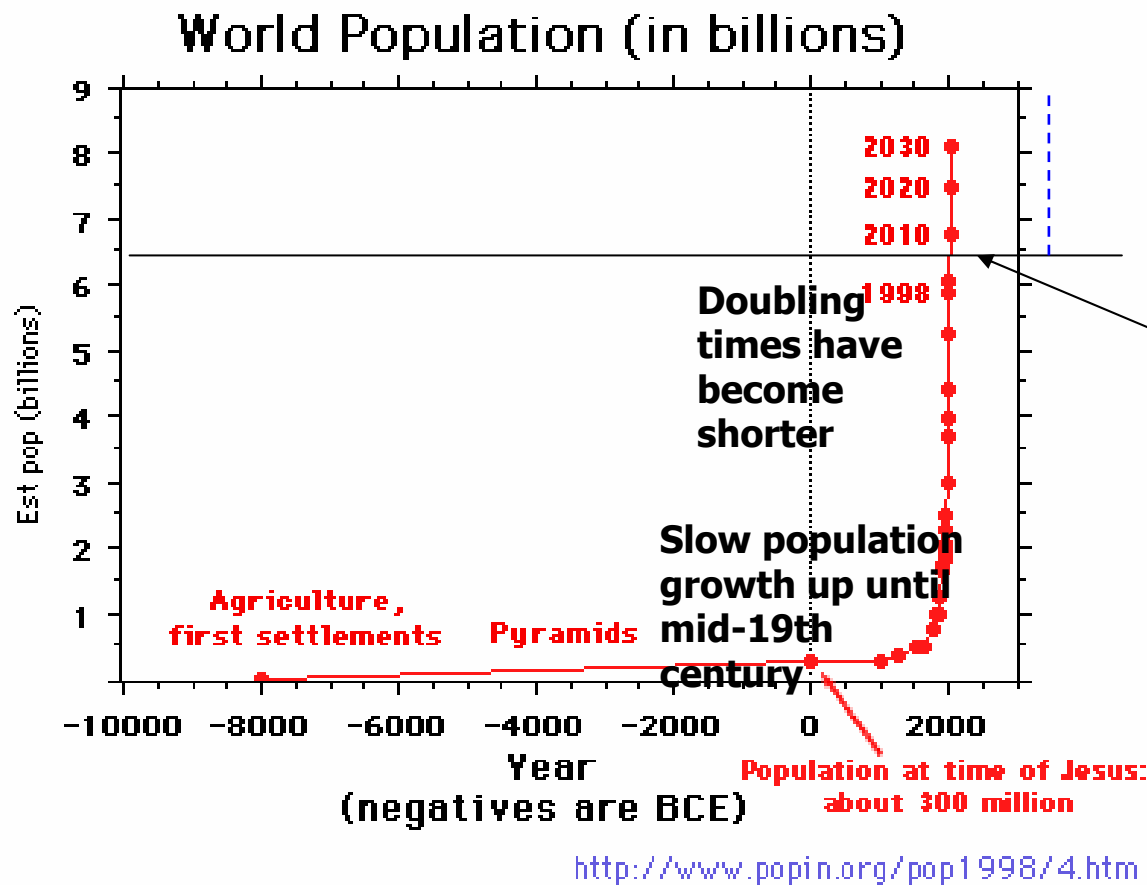 World Population (in billions)
9
8
7
6
5
4
3
2
1
Est pop (billions)
2030
2020
2010
1998
Doubling
times have
become
shorter
Slow population
growth up until
mid-19th
century
Agriculture,
first settlements
Pyramids
-10000 -8000 -6000 -4000 -2000 0 2000
Year
(negatives are BCE)
Population at time of Jesus:
about 300 million
http://www.popin.org/pop1998/4.htm